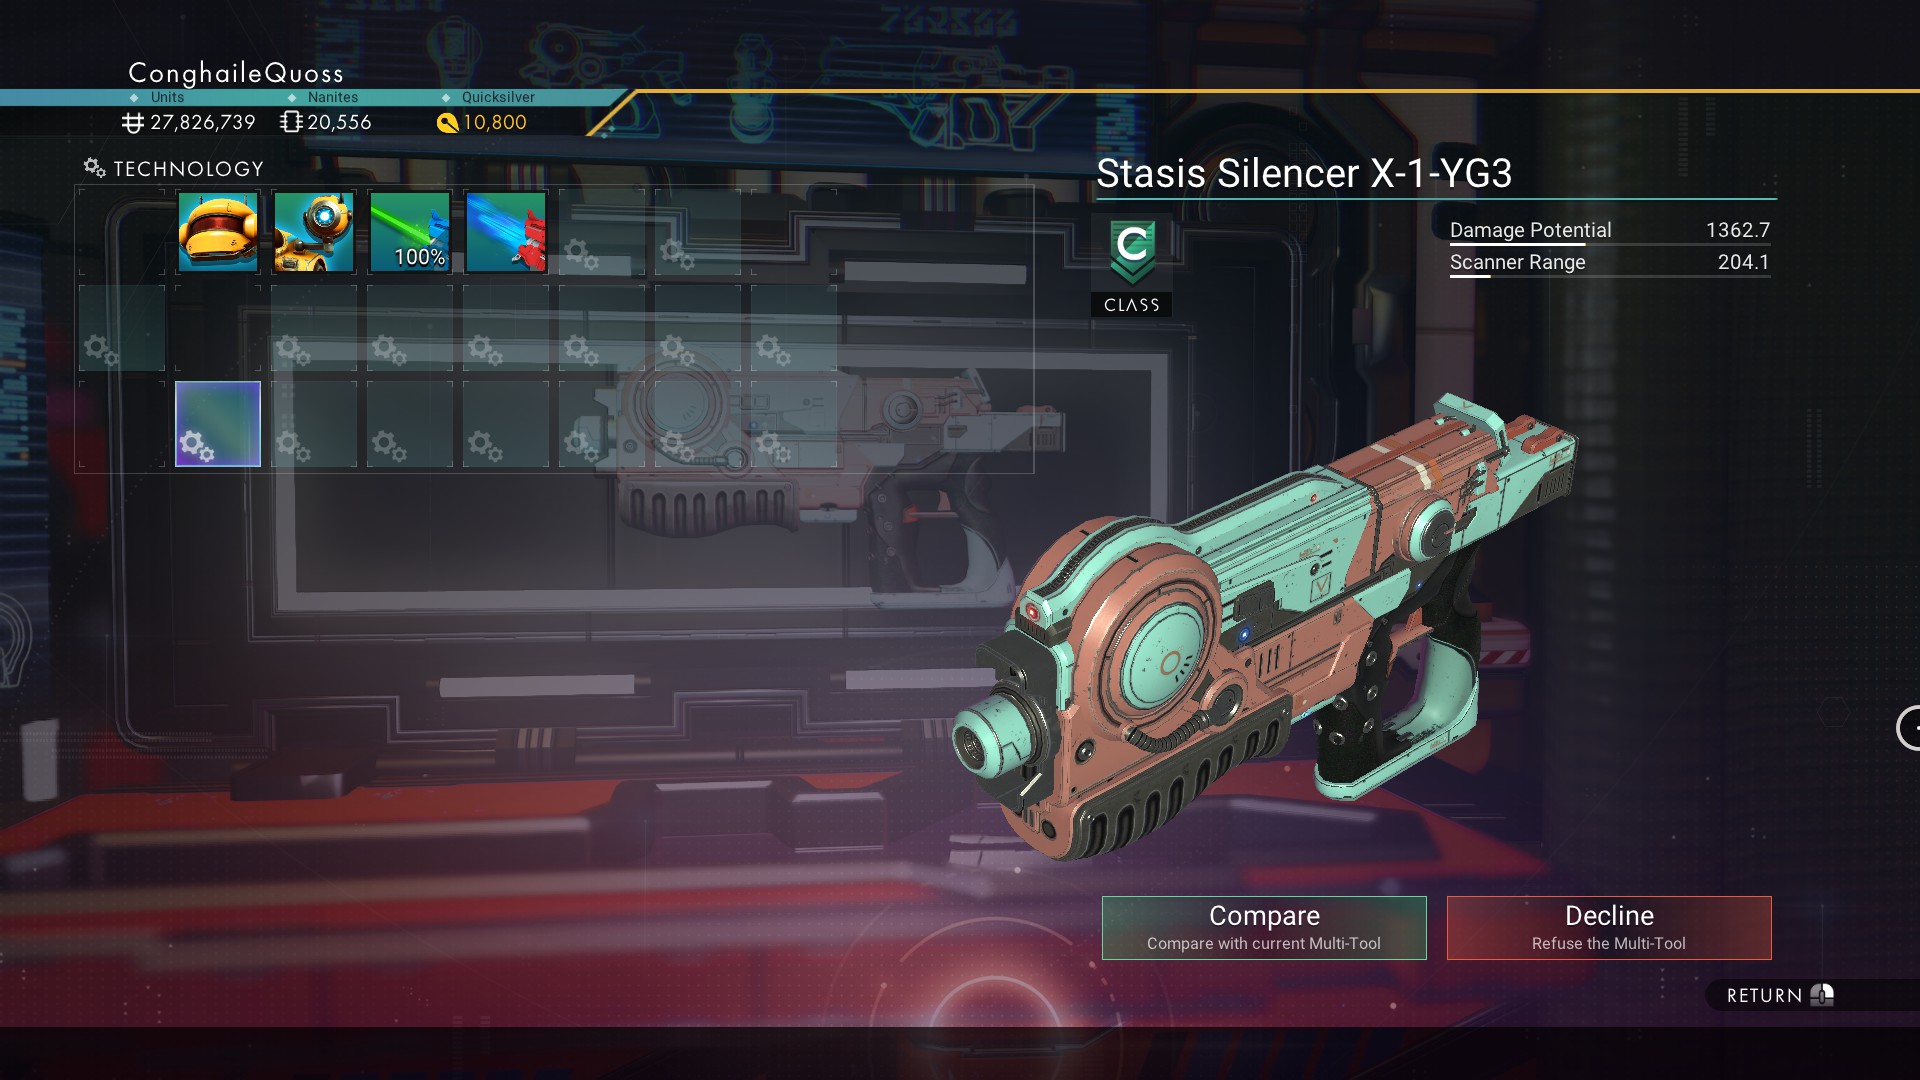 ConghaileQuoss
Units
Nanites
Quicksilver
27,826,739
20,556
10,800
TECHNOLOGY
100%
Stasis Silencer X-1-YG3
C
CLASS
Damage Potential 1362.7
Scanner Range 204.1
Compare
Compare with current Multi-Tool
Decline
Refuse the Multi-Tool
RETURN